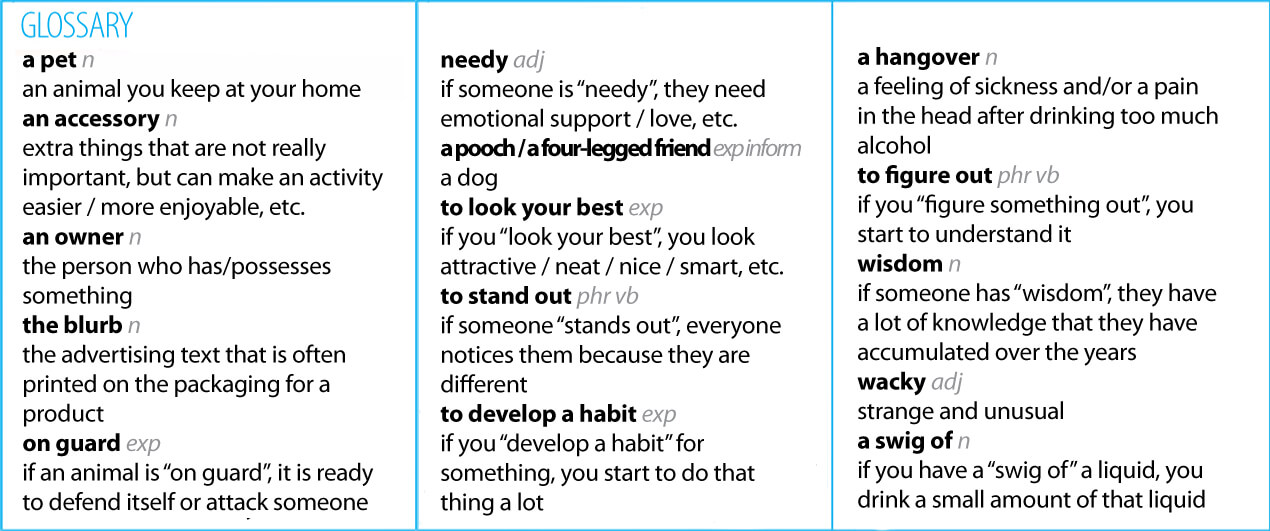 GLOSSARY
a pet n
an animal you keep at your home
an accessory n
extra things that are not really
important, but can make an activity
easier / more enjoyable, etc.
an owner n
the person who has/possesses
something
the blurb n
the advertising text that is often
printed on the packaging for a
product
on guard exp
if an animal is “on guard”, it is ready
to defend itself or attack someone
needy adj
if someone is “needy”, they need
emotional support / love, etc.
a pooch / a four-legged friend exp inform
a dog
to look your best exp
if you “look your best”, you look
attractive / neat / nice / smart, etc.
to stand out phr vb
if someone “stands out”, everyone
notices them because they are
different
to develop a habit exp
if you “develop a habit” for
something, you start to do that
thing a lot
a hangover n
a feeling of sickness and/or a pain
in the head after drinking too much
alcohol
to figure out phr vb
if you “figure something out”, you
start to understand it
wisdom n
if someone has “wisdom”, they have
a lot of knowledge that they have
accumulated over the years
wacky adj
strange and unusual
a swig of n
if you have a “swig of” a liquid, you
drink a small amount of that liquid